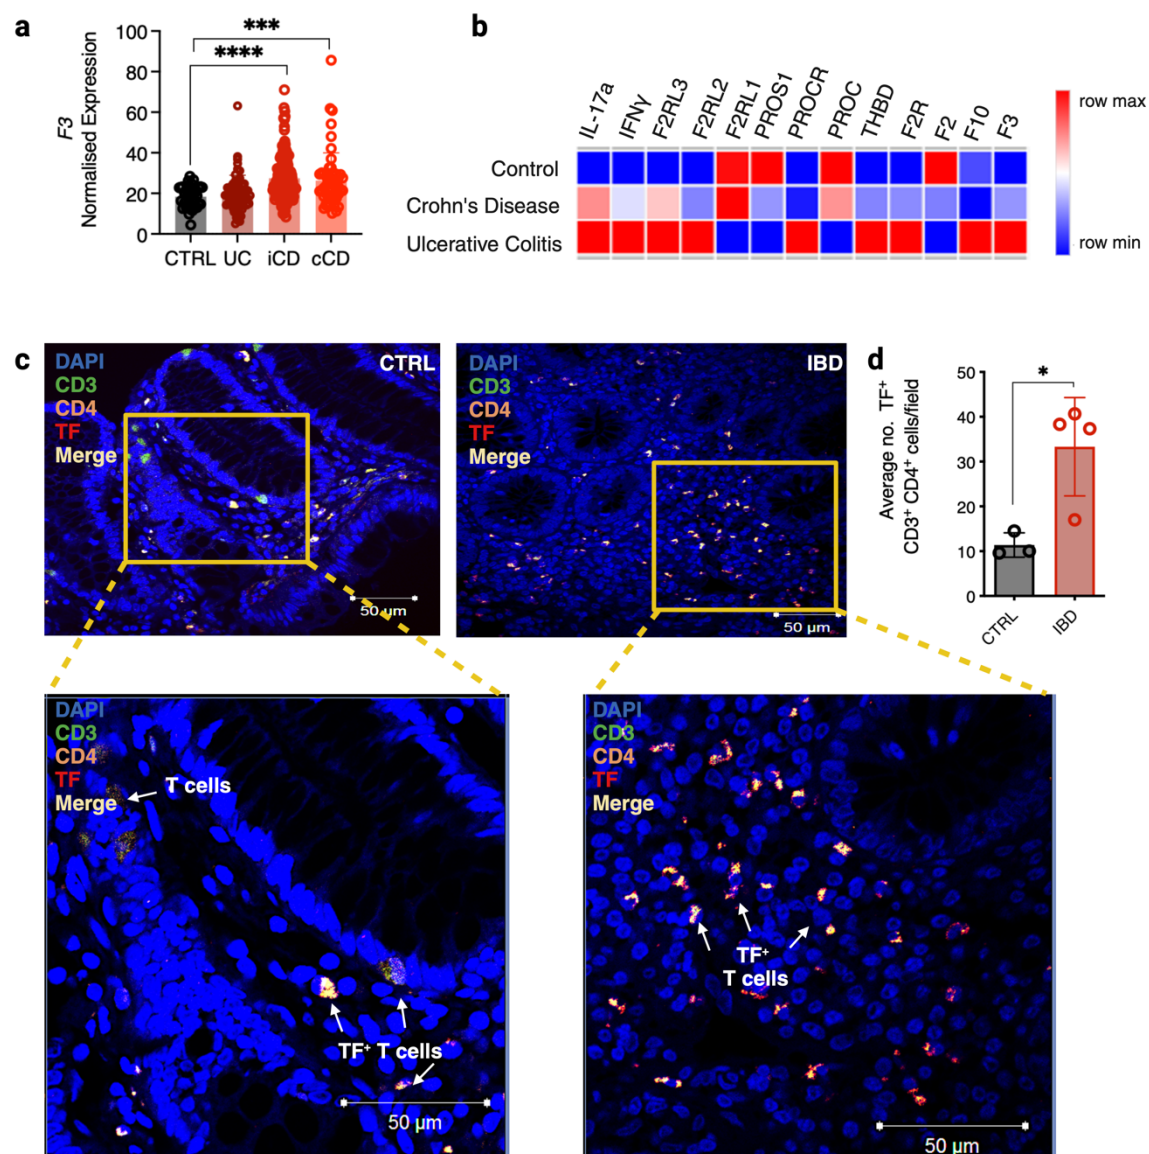 a
F3
Normalised Expression
100
80
60
40
20
0
***
****
CTRL UC iCD cCD
b
IL-17a
IFNγ
F2RL3
F2RL2
F2RL1
PROS1
PROCR
PROC
THBD
F2R
F2
F10
F3
Control
Crohn's Disease
Ulcerative Colitis
row max
row min
c
DAPI
CD3
CD4
TF
Merge
CTRL
50 µm
DAPI
CD3
CD4
TF
Merge
IBD
50 µm
d
Average no. TF⁺
CD3⁺ CD4⁺ cells/field
50
40
30
20
10
0
*
CTRL
IBD
DAPI
CD3
CD4
TF
Merge
T cells
TF⁺ T cells
50 µm
DAPI
CD3
CD4
TF
Merge
TF⁺
T cells
50 µm